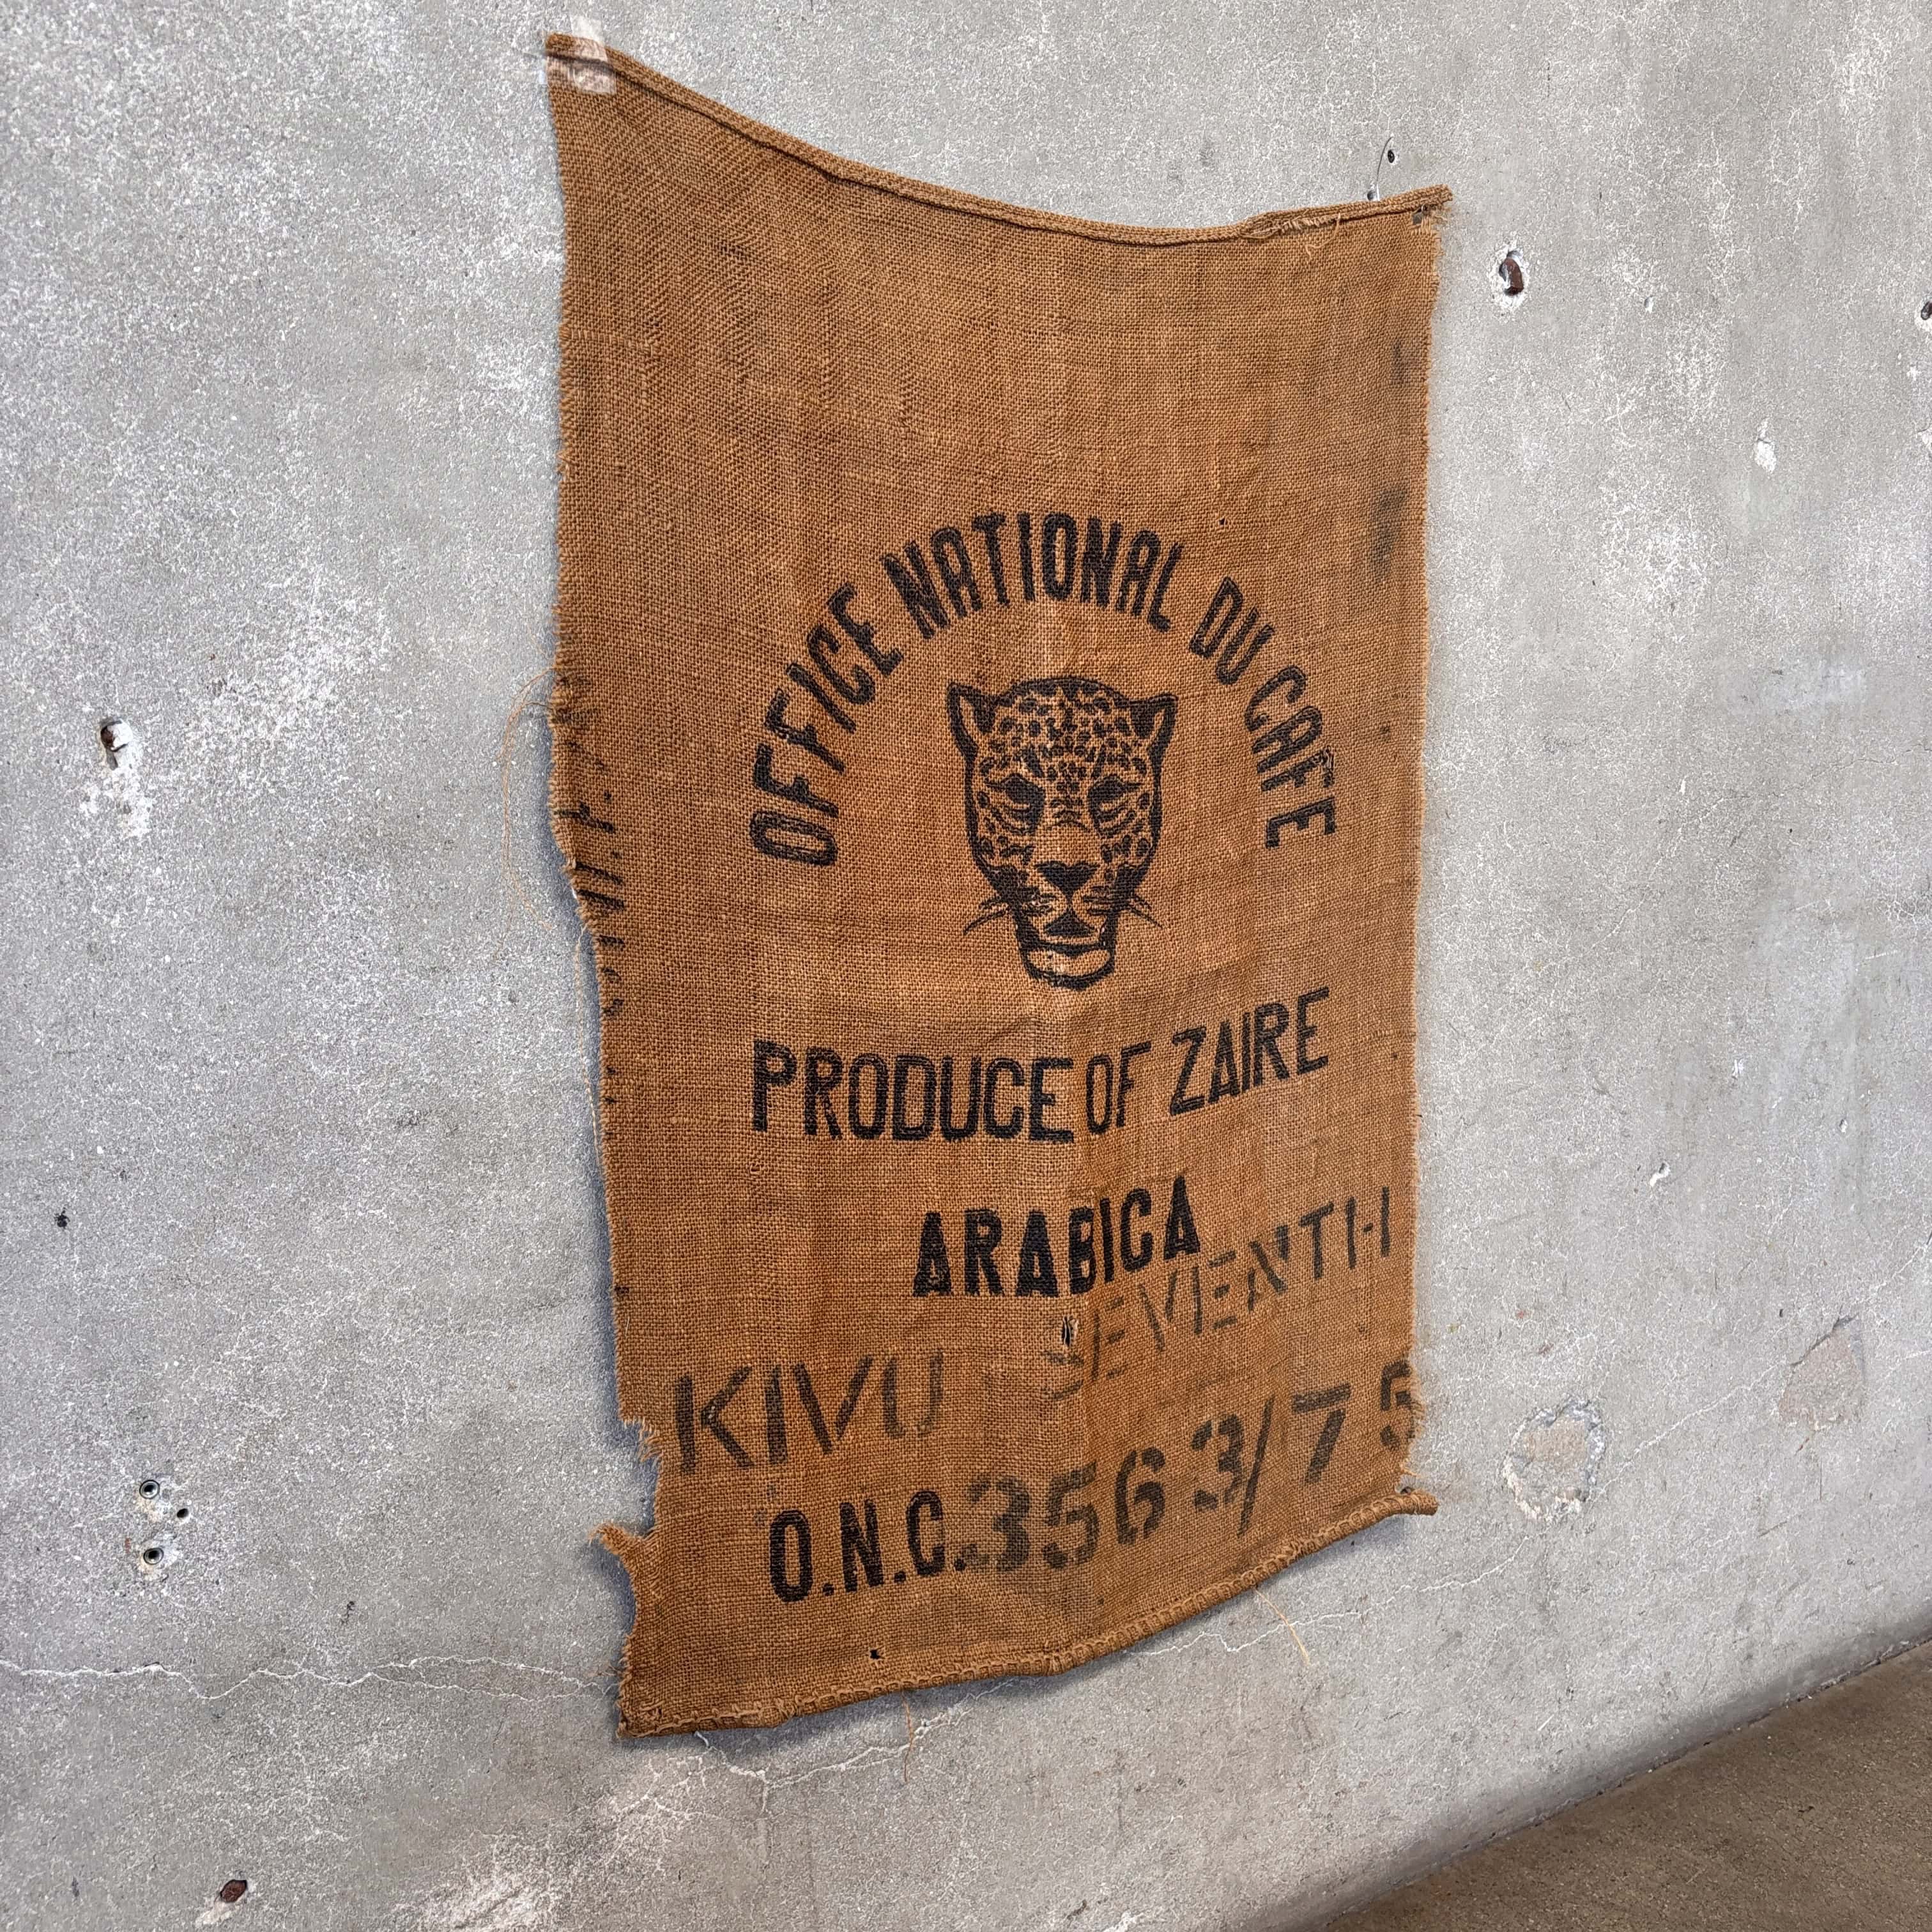 OFFICE NATIONAL DU CAFE
PRODUCE OF ZAIRE
ARABICA
KIVU SEVENTH
O.N.C. 3563/75